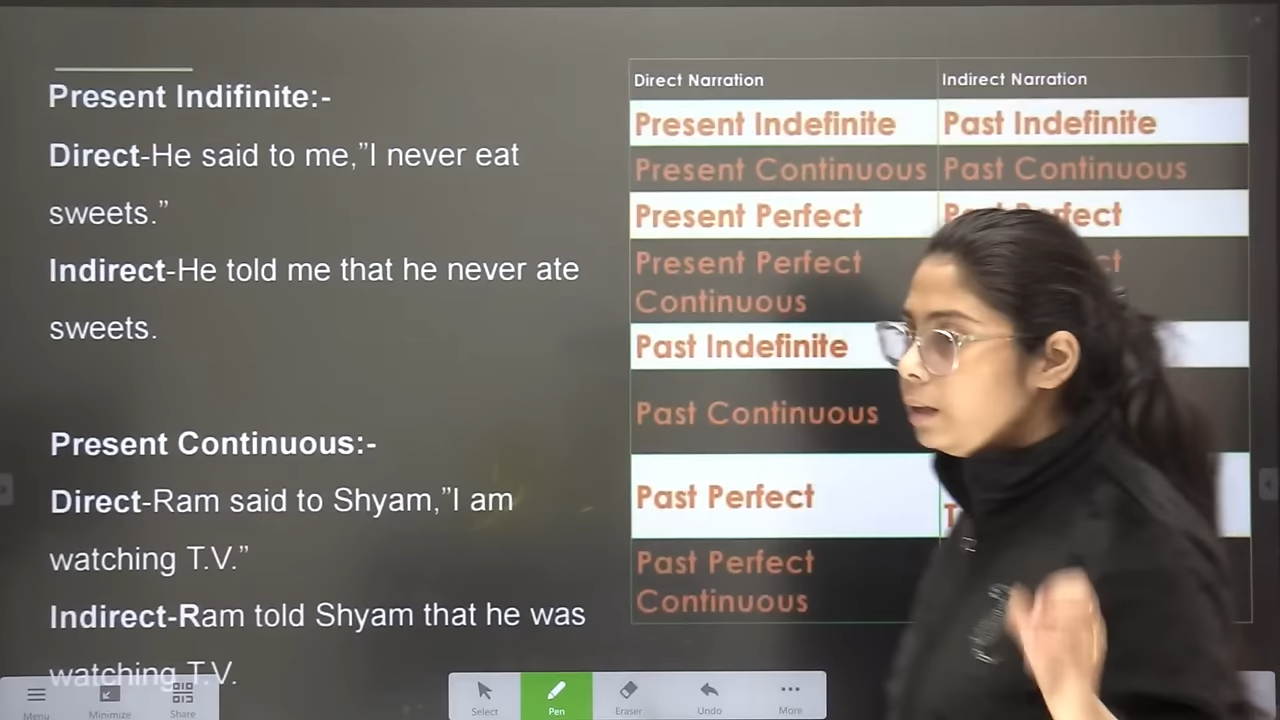 Present Indifinite:-
Direct-He said to me,”I never eat
sweets.”
Indirect-He told me that he never ate
sweets.
Present Continuous:-
Direct-Ram said to Shyam,”I am
watching T.V.”
Indirect-Ram told Shyam that he was
watching T.V.
Direct Narration Indirect Narration
Present Indefinite Past Indefinite
Present Continuous Past Continuous
Present Perfect Past Perfect
Present Perfect
Continuous
Past Indefinite
Past Continuous
Past Perfect
Past Perfect
Continuous
Menu Minimize Share Select Pen Eraser Undo More